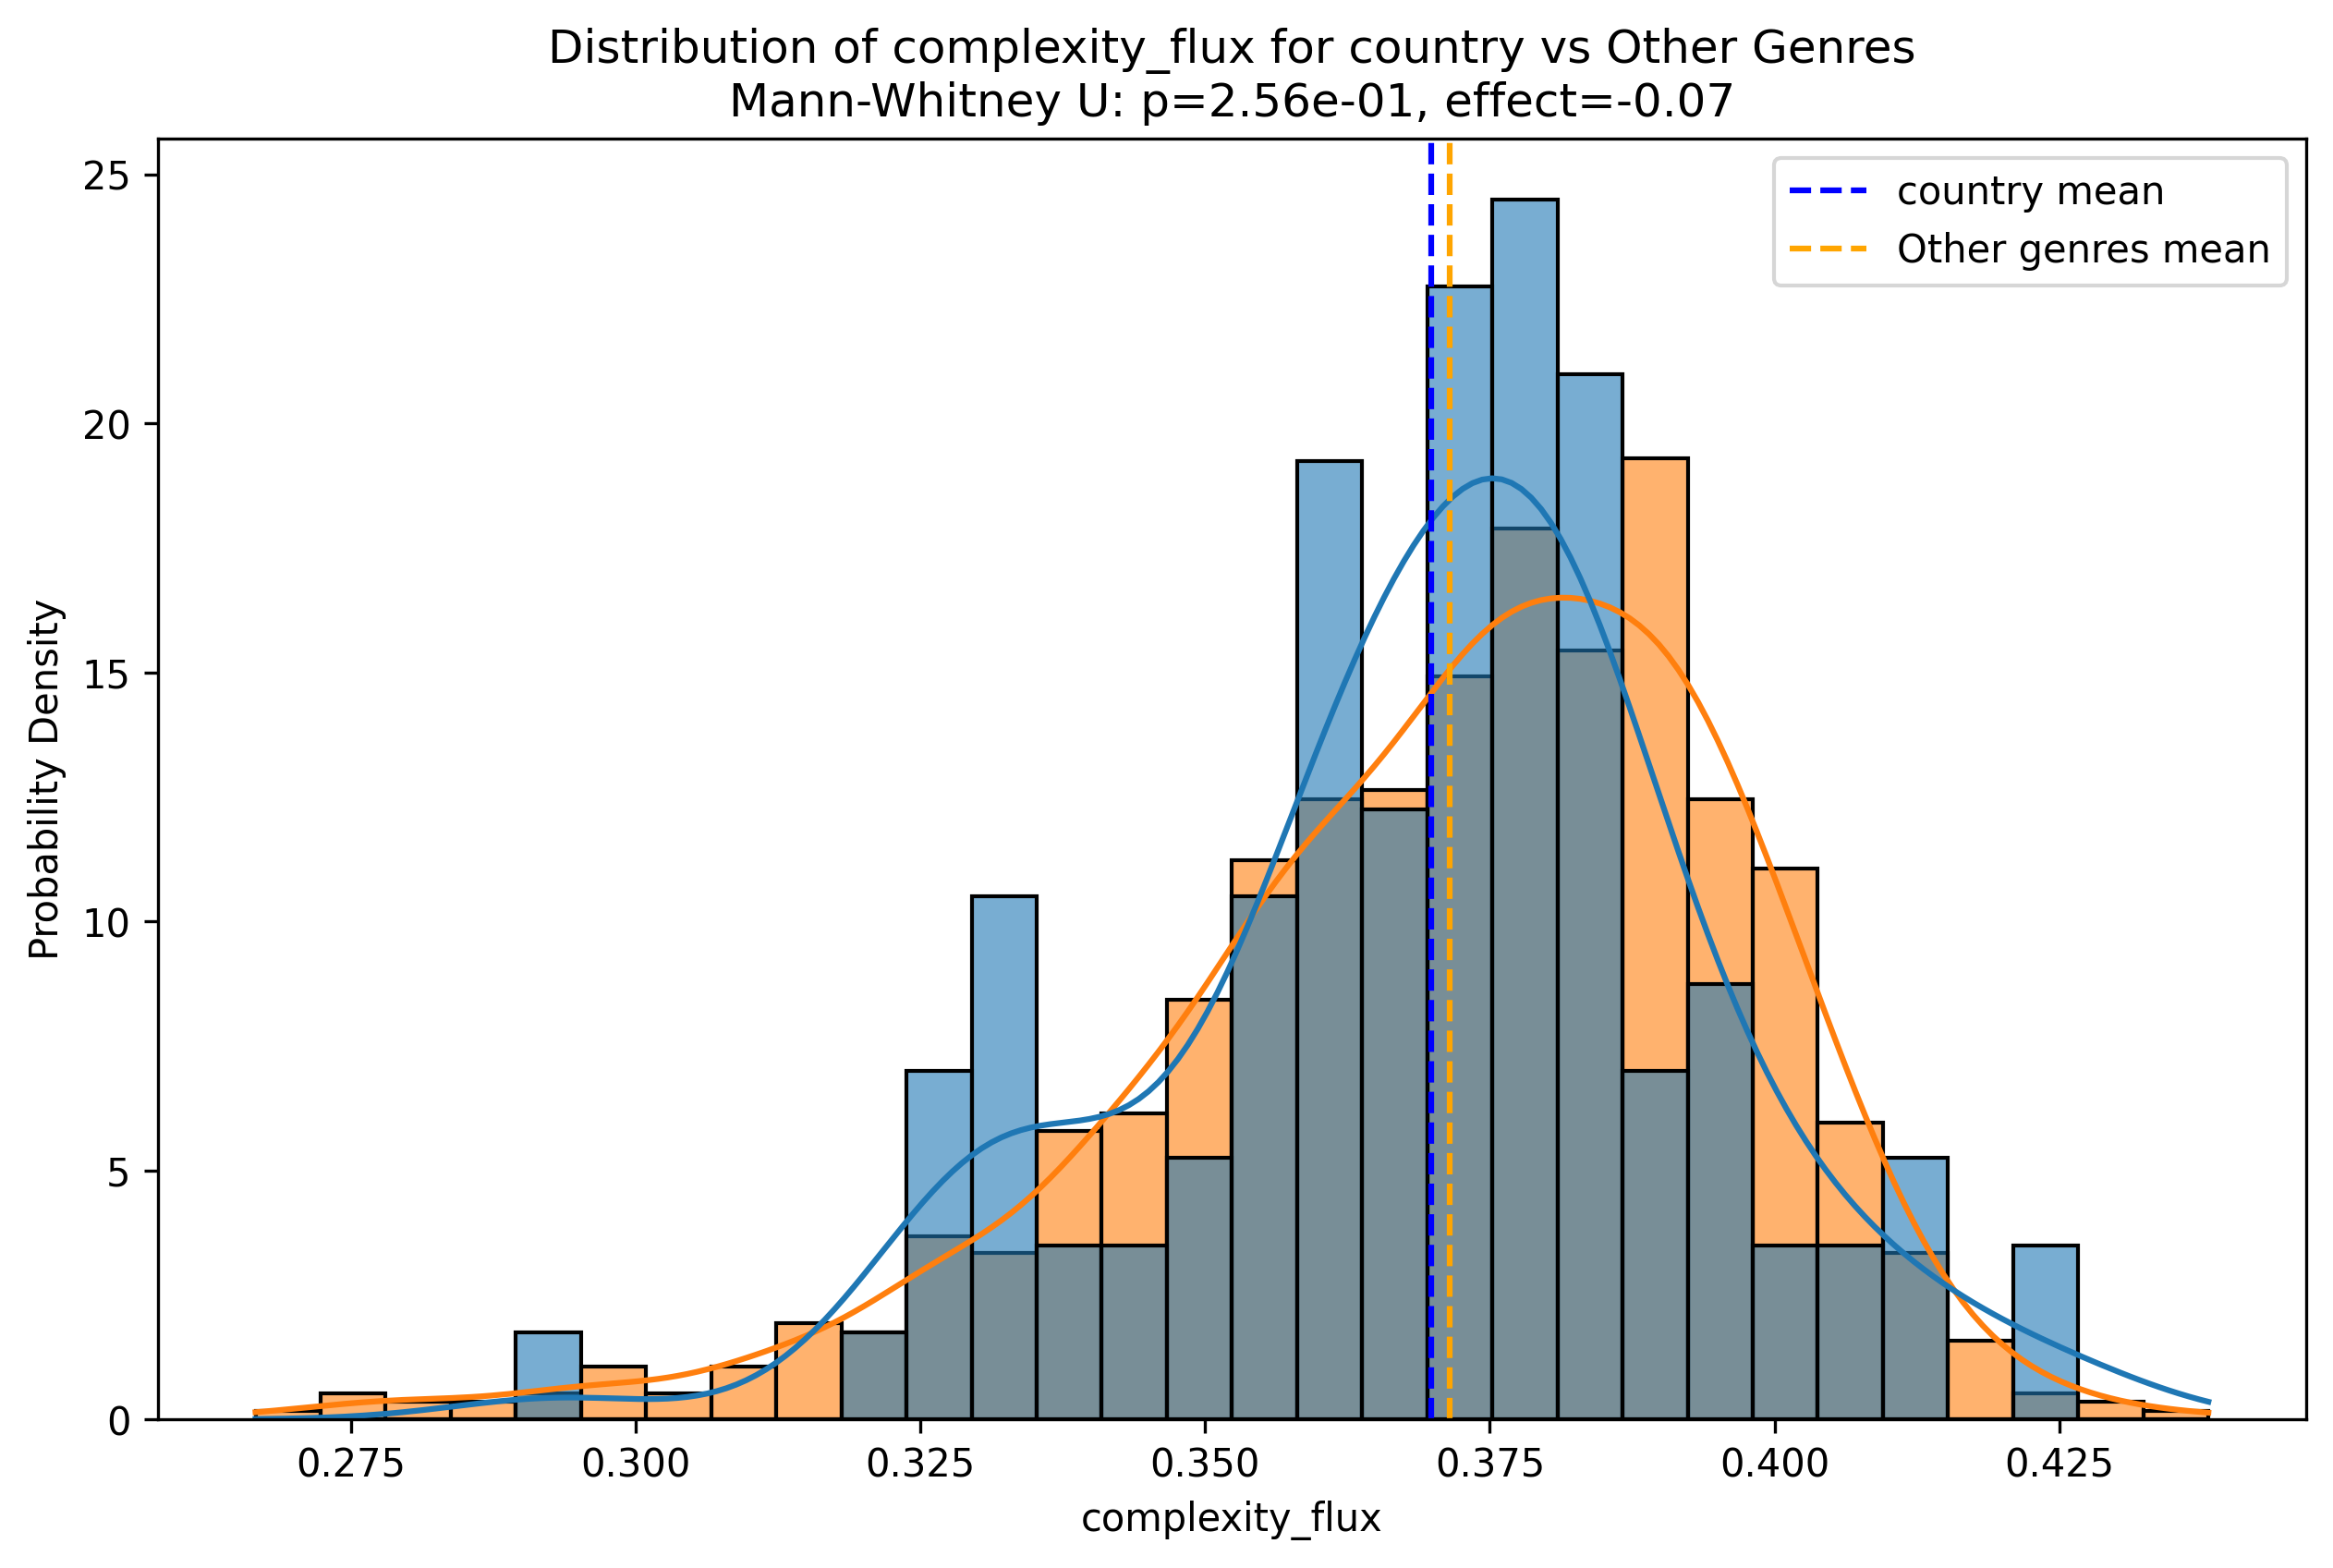 Distribution of complexity_flux for country vs Other Genres
Mann-Whitney U: p=2.56e-01, effect=-0.07
country mean
Other genres mean
Probability Density
25
20
15
10
5
0
0.275
0.300
0.325
0.350
0.375
0.400
0.425
complexity_flux